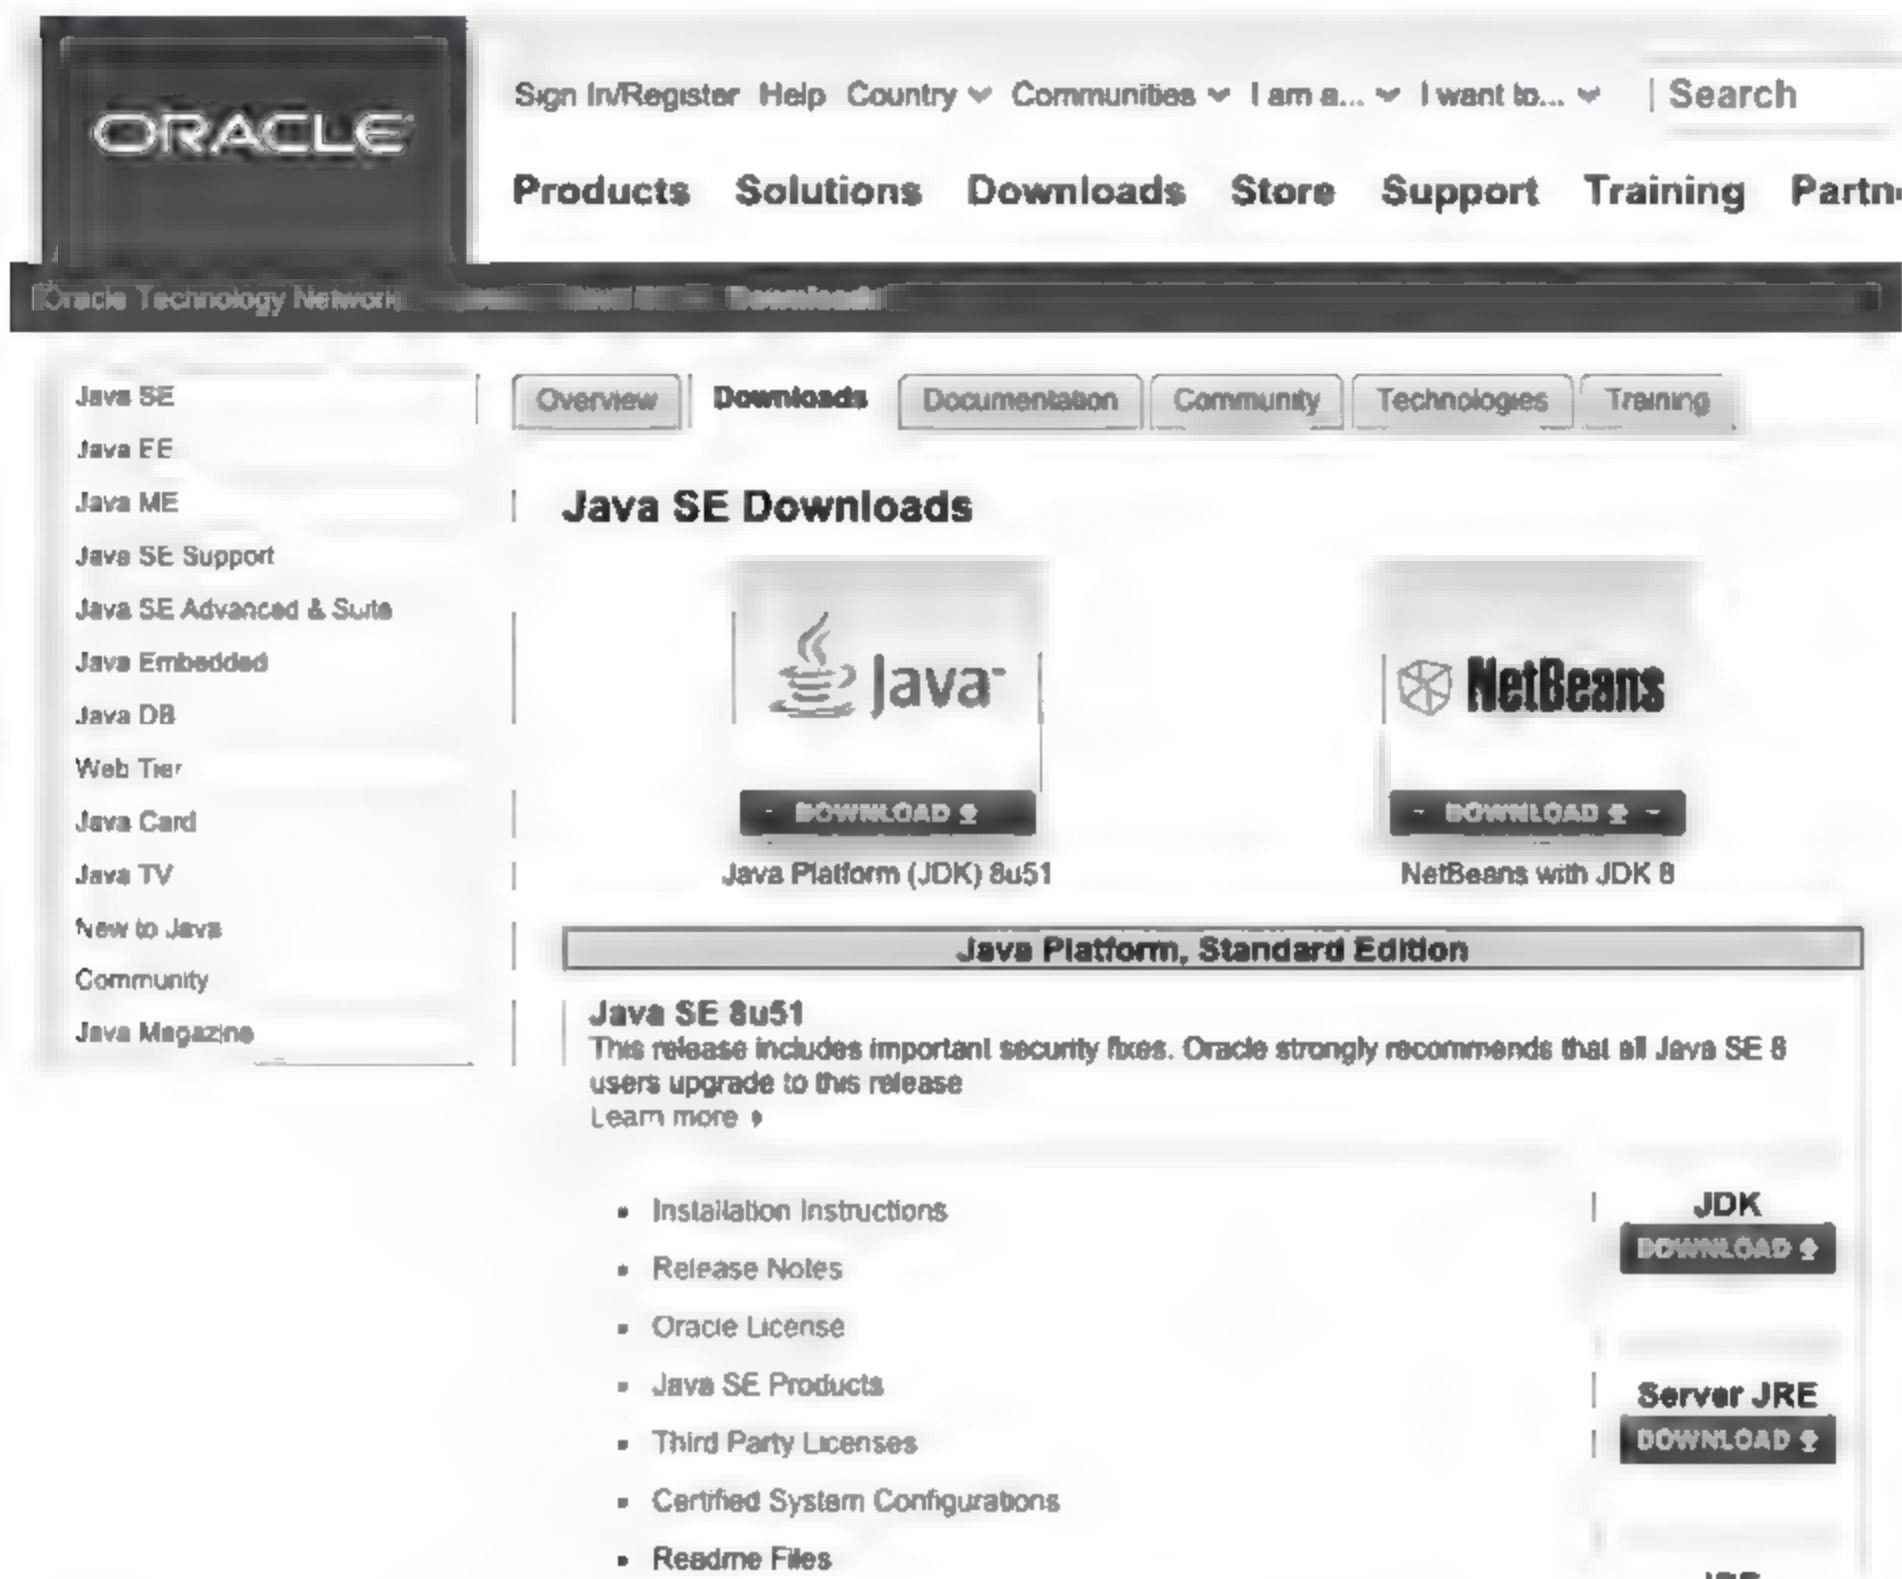 ORACLE
Sign In/Register Help Country Communities I am a... I want to... Search
Products Solutions Downloads Store Support Training Partn
Oracle Technology Network Downloads
Java SE
Java EE
Java ME
Java SE Support
Java SE Advanced & Suite
Java Embedded
Java DB
Web Tier
Java Card
Java TV
New to Java
Community
Java Magazine
Overview Downloads Documentation Community Technologies Training
Java SE Downloads
Java
NetBeans
DOWNLOAD
DOWNLOAD
Java Platform (JDK) 8u51
NetBeans with JDK 8
Java Platform, Standard Edition
Java SE 8u51
This release includes important security fixes. Oracle strongly recommends that all Java SE 8
users upgrade to this release
Learn more
Installation Instructions
Release Notes
Oracle License
Java SE Products
Third Party Licenses
Certified System Configurations
Readme Files
JDK
DOWNLOAD
Server JRE
DOWNLOAD